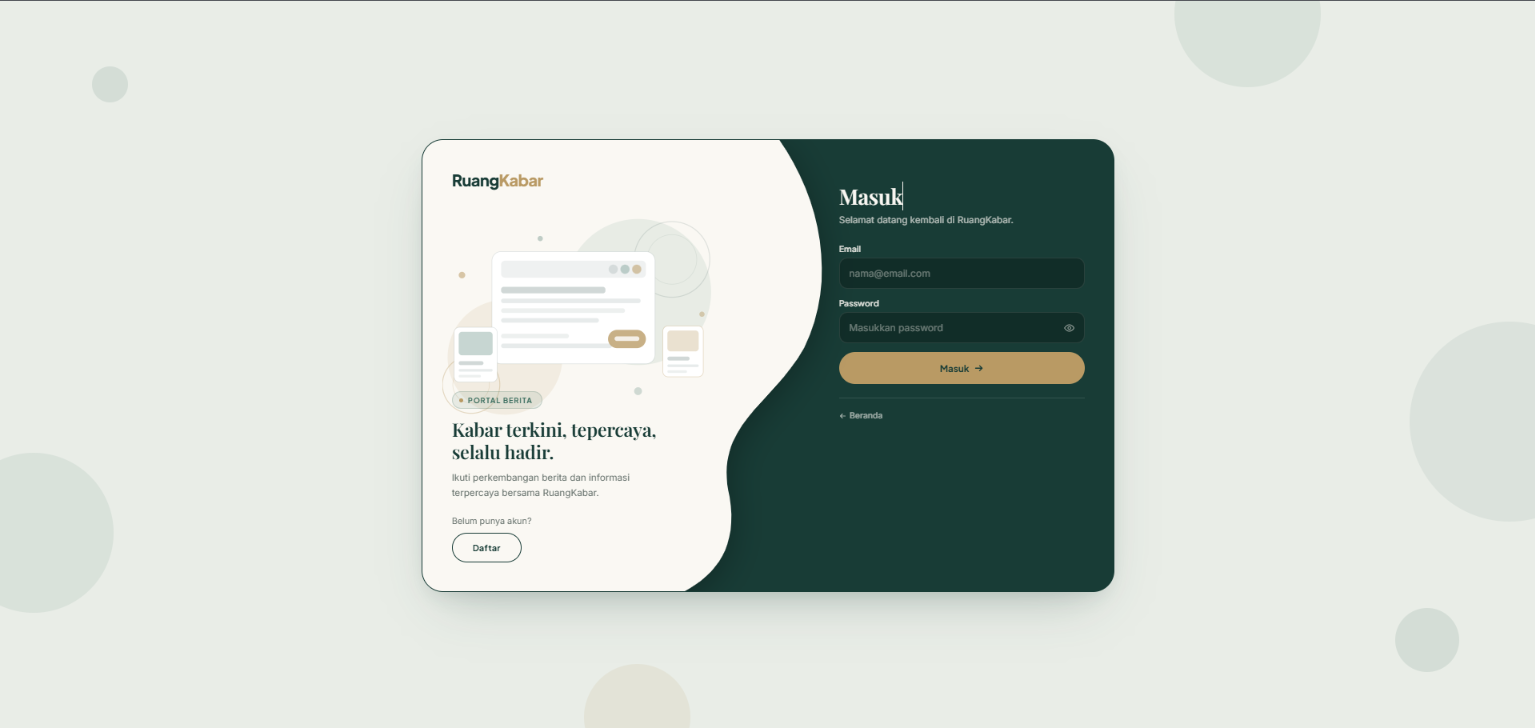 RuangKabar
PORTAL BERITA
Kabar terkini, tepercaya,
selalu hadir.
Ikuti perkembangan berita dan informasi
terpercaya bersama RuangKabar.
Belum punya akun?
Daftar
Masuk
Selamat datang kembali di RuangKabar.
Email
nama@email.com
Password
Masukkan password
Masuk →
← Beranda